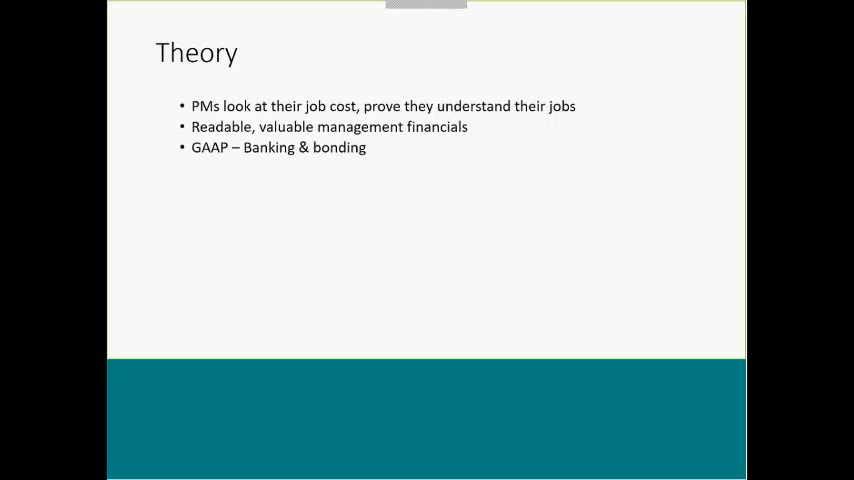 Theory
• PMs look at their job cost, prove they understand their jobs
• Readable, valuable management financials
• GAAP – Banking & bonding